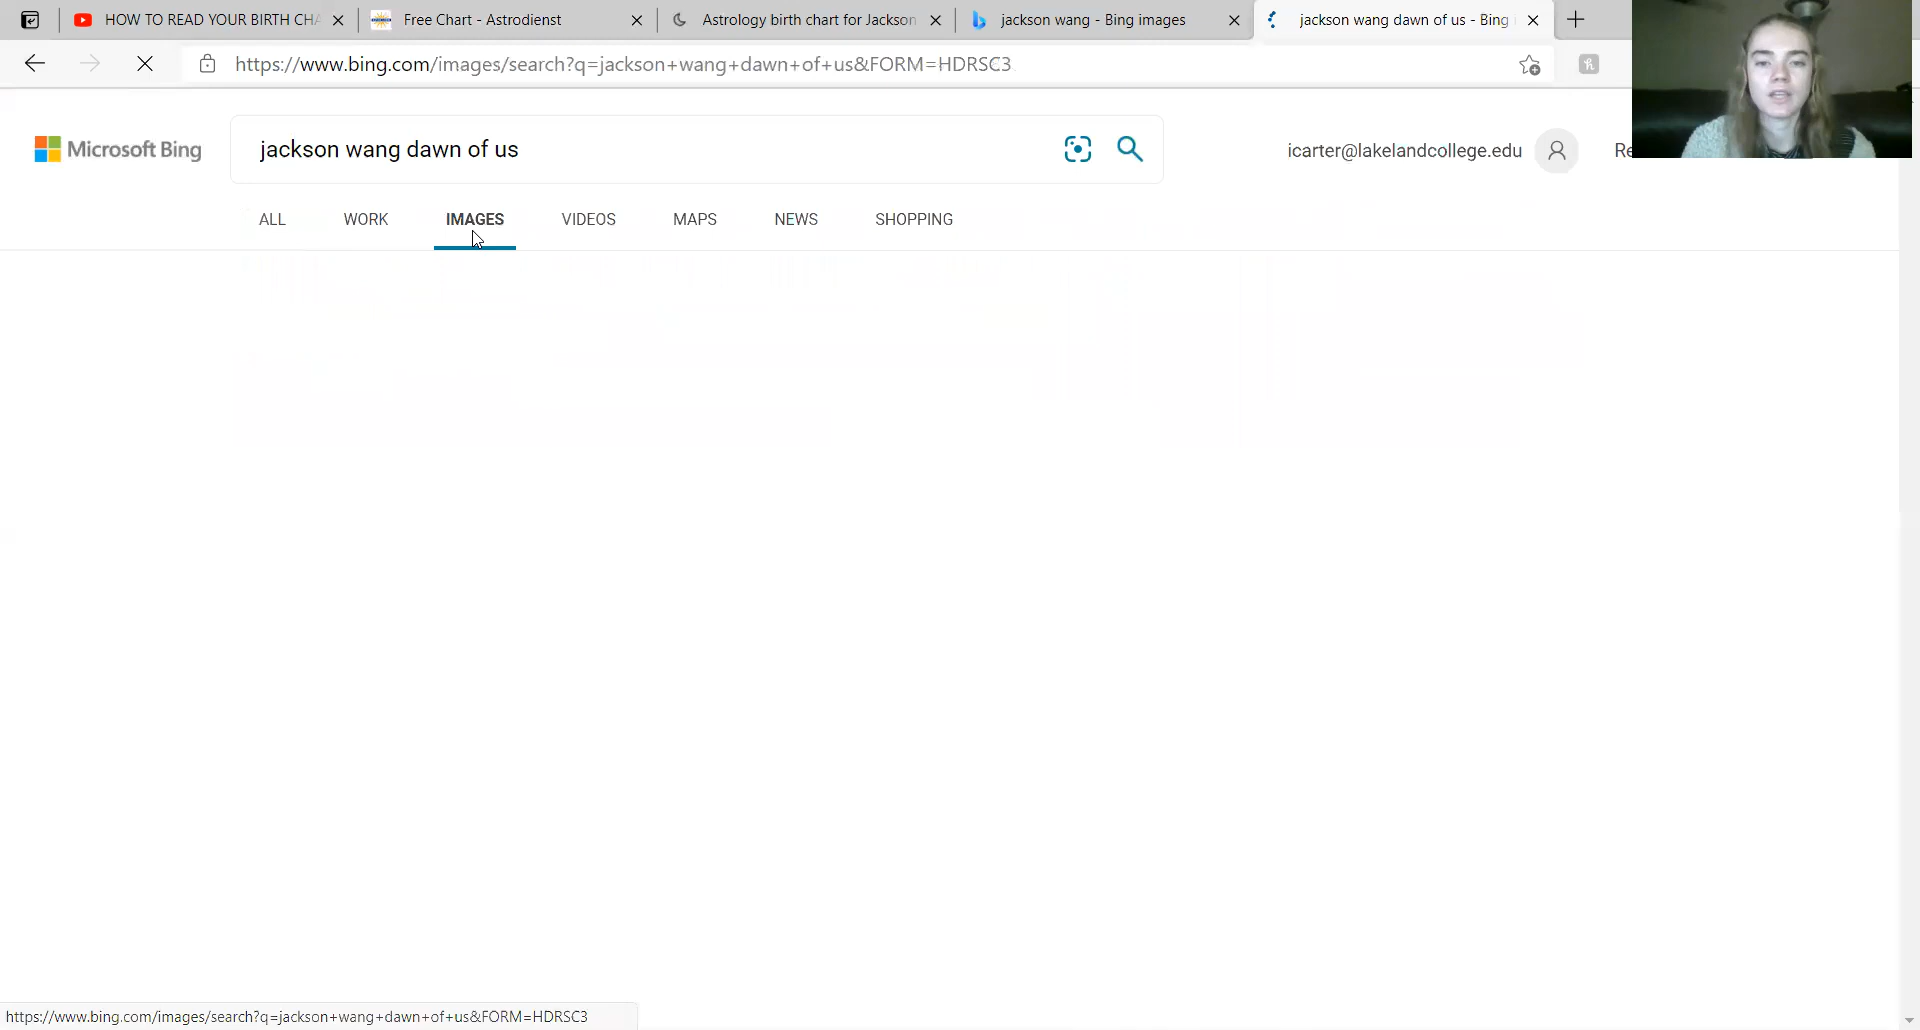 HOW TO READ YOUR BIRTH CH
Free Chart - Astrodienst
Astrology birth chart for Jackson
jackson wang - Bing images
jackson wang dawn of us - Bing
https://www.bing.com/images/search?q=jackson+wang+dawn+of+us&FORM=HDRSC3
Microsoft Bing
jackson wang dawn of us
icarter@lakelandcollege.edu
Re
ALL WORK IMAGES VIDEOS MAPS NEWS SHOPPING
https://www.bing.com/images/search?q=jackson+wang+dawn+of+us&FORM=HDRSC3